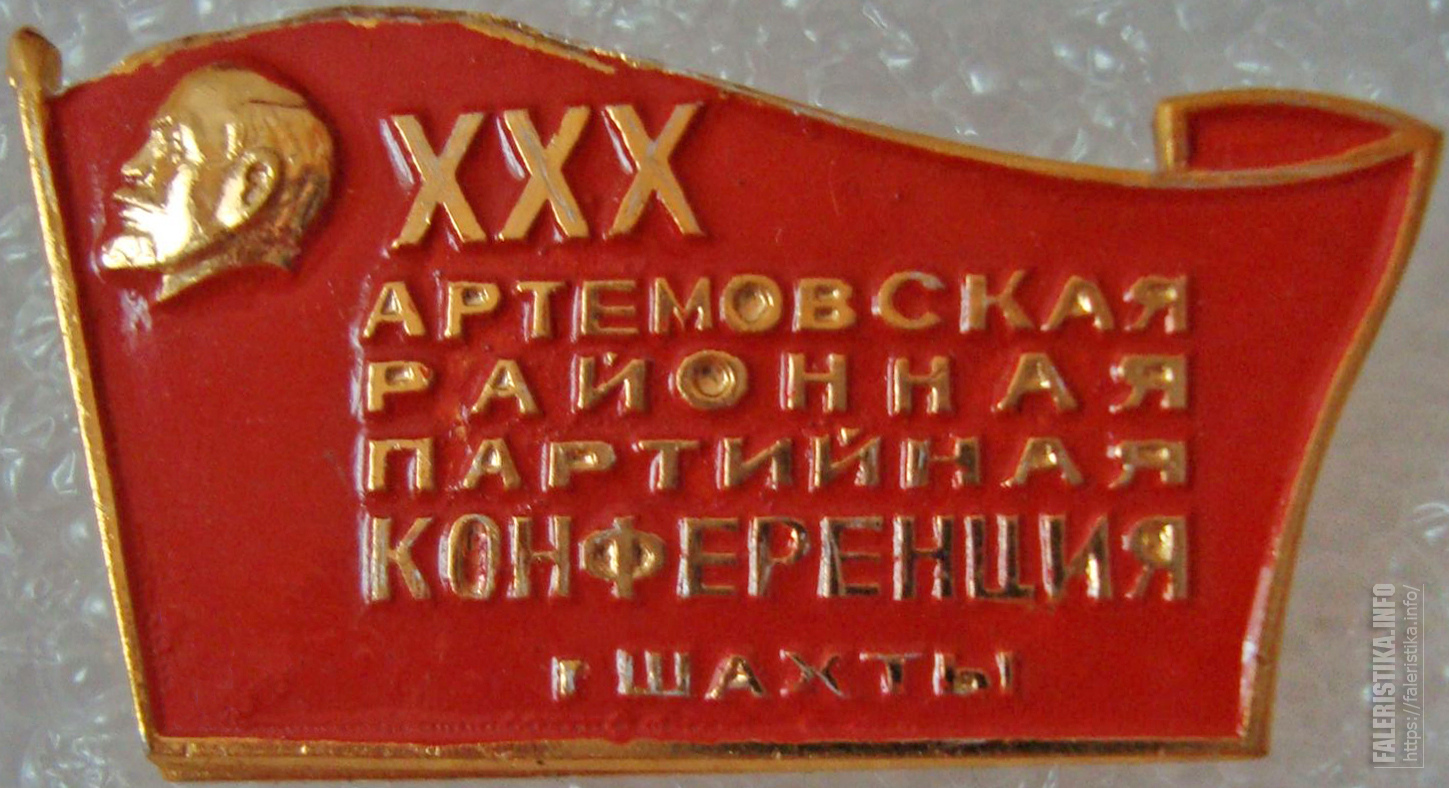 XXX
АРТЕМОВСКАЯ
РАЙОННАЯ
ПАРТИЙНАЯ
КОНФЕРЕНЦИЯ
г ШАХТЫ
FALERISTIKA.INFO
https://faleristika.info/